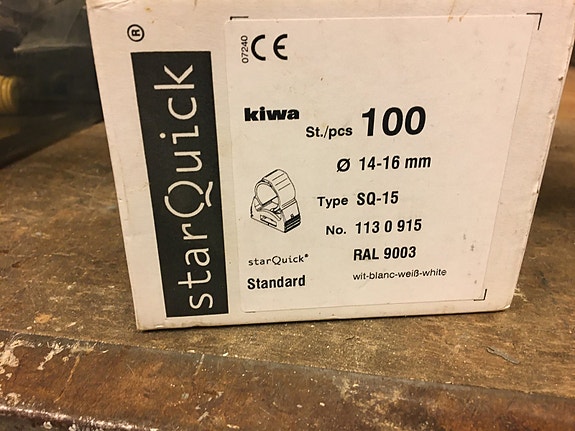 starQuick®
07240
CE
kiwa
St./pcs 100
Ø 14-16 mm
Type SQ-15
No. 113 0 915
starQuick®
RAL 9003
Standard
wit-blanc-weiß-white